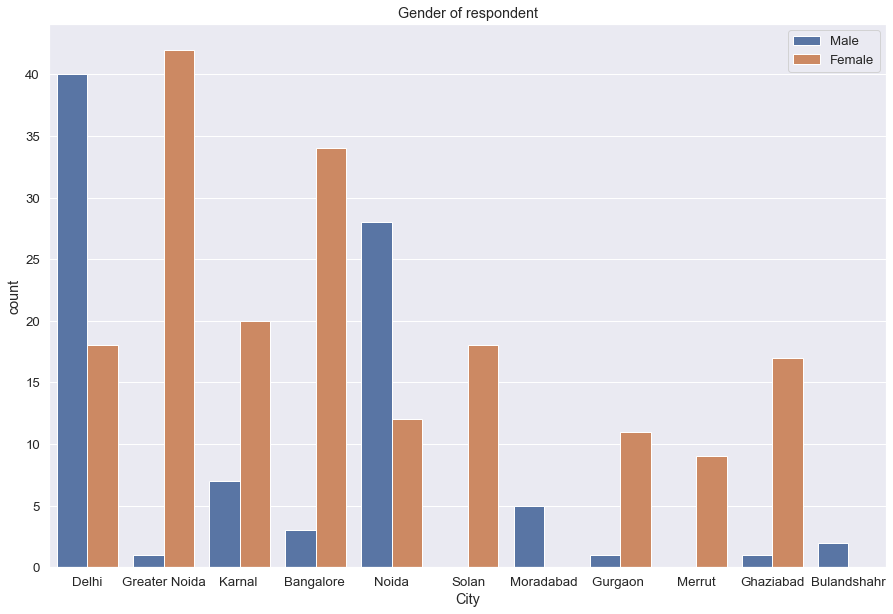 Gender of respondent
Male
Female
count
40
35
30
25
20
15
10
5
0
Delhi Greater Noida Karnal Bangalore Noida Solan Moradabad Gurgaon Merrut Ghaziabad Bulandshahr
City